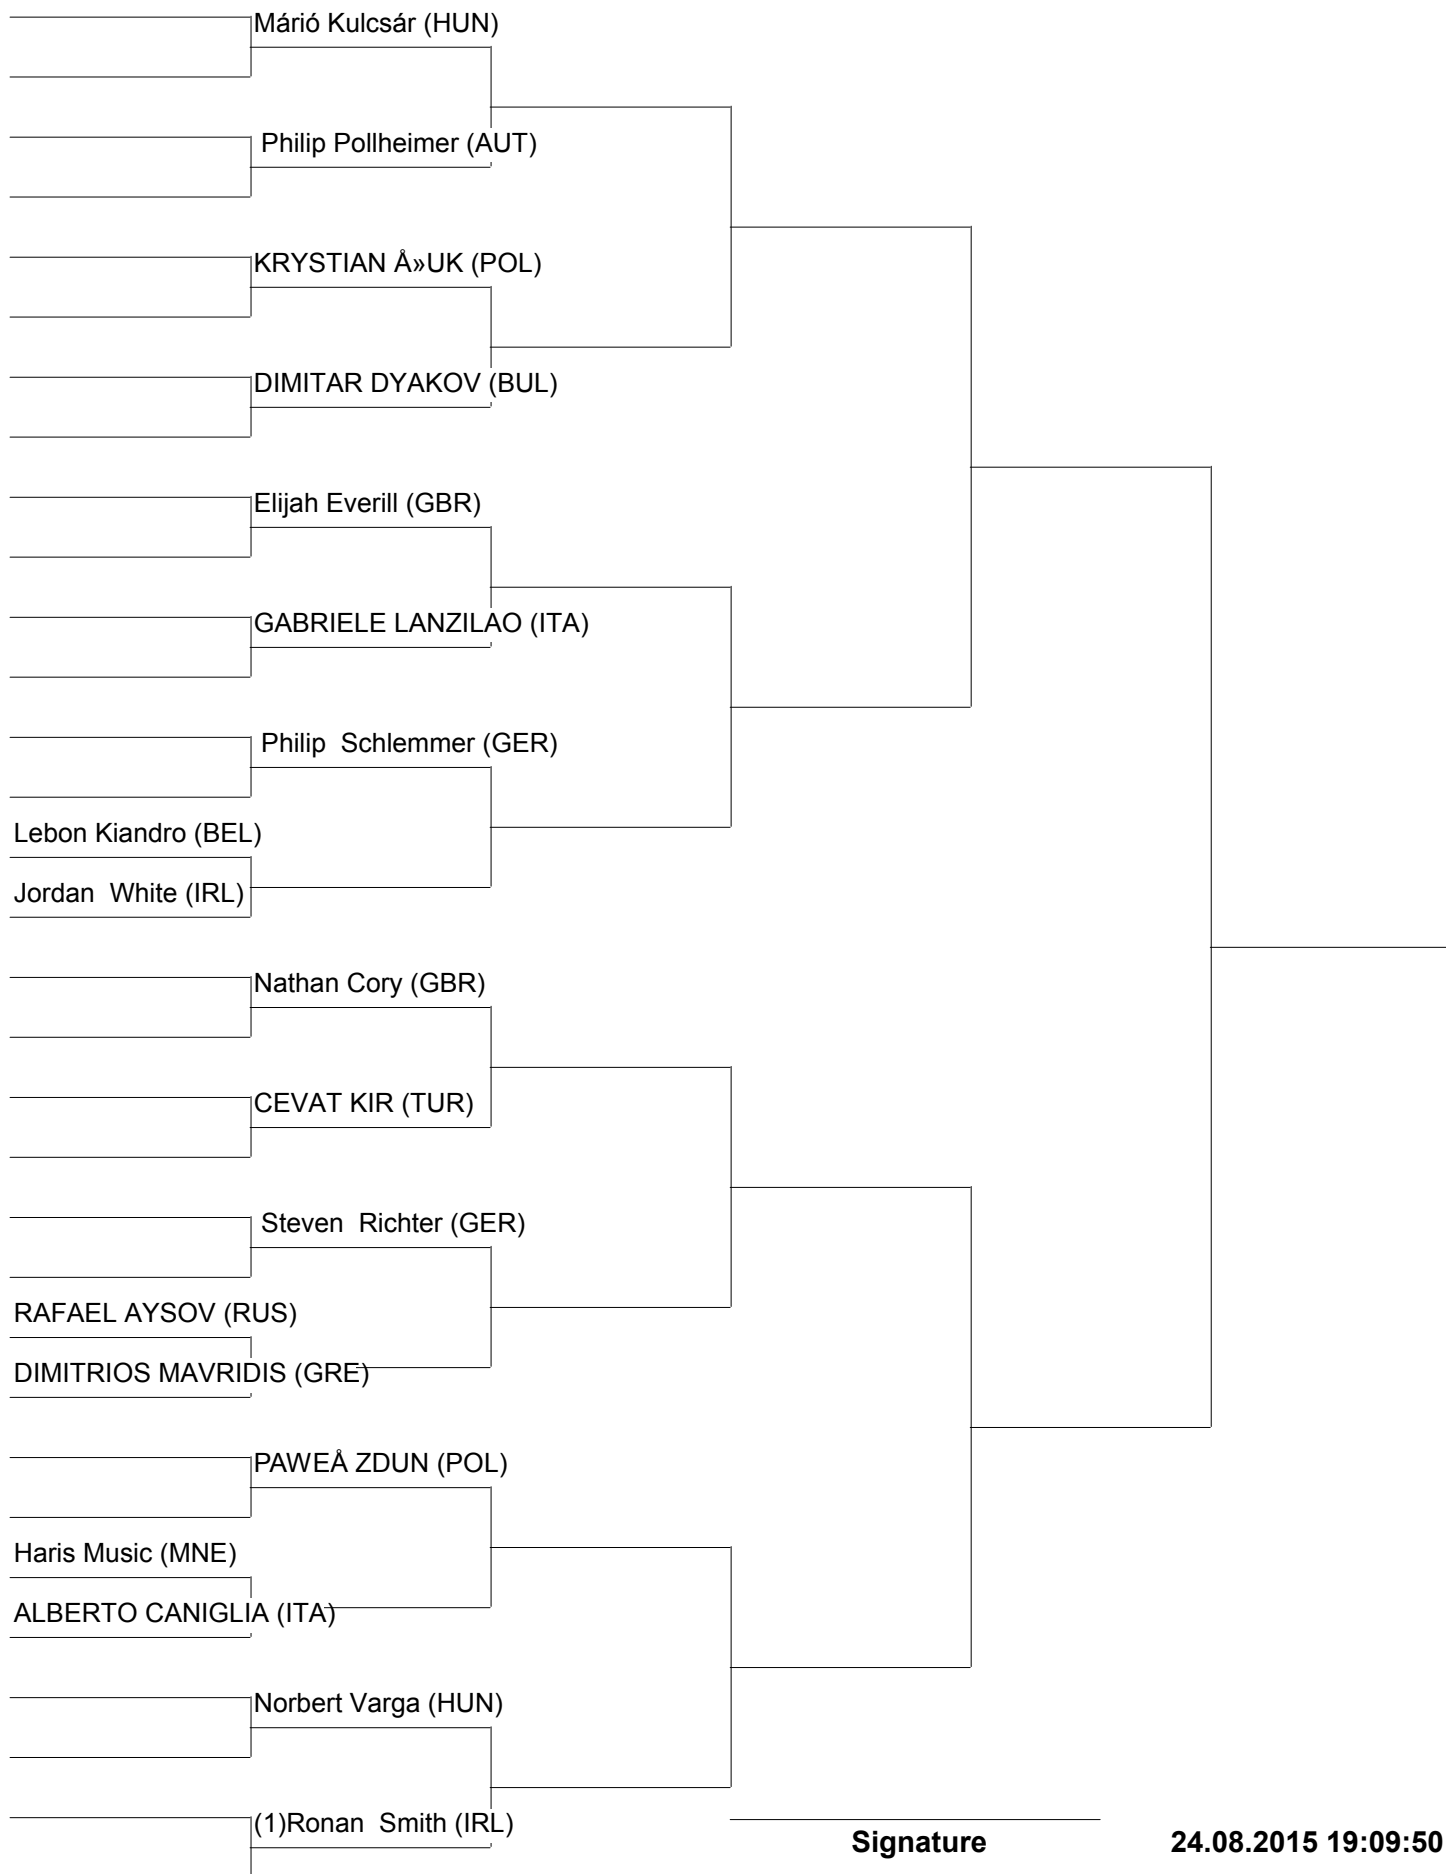 Márió Kulcsár (HUN)
Philip Pollheimer (AUT)
KRYSTIAN Å»UK (POL)
DIMITAR DYAKOV (BUL)
Elijah Everill (GBR)
GABRIELE LANZILAO (ITA)
Philip  Schlemmer (GER)
Lebon Kiandro (BEL)
Jordan  White (IRL)
Nathan Cory (GBR)
CEVAT KIR (TUR)
Steven  Richter (GER)
RAFAEL AYSOV (RUS)
DIMITRIOS MAVRIDIS (GRE)
PAWEÅ ZDUN (POL)
Haris Music (MNE)
ALBERTO CANIGLIA (ITA)
Norbert Varga (HUN)
(1)Ronan  Smith (IRL)
Signature
24.08.2015 19:09:50